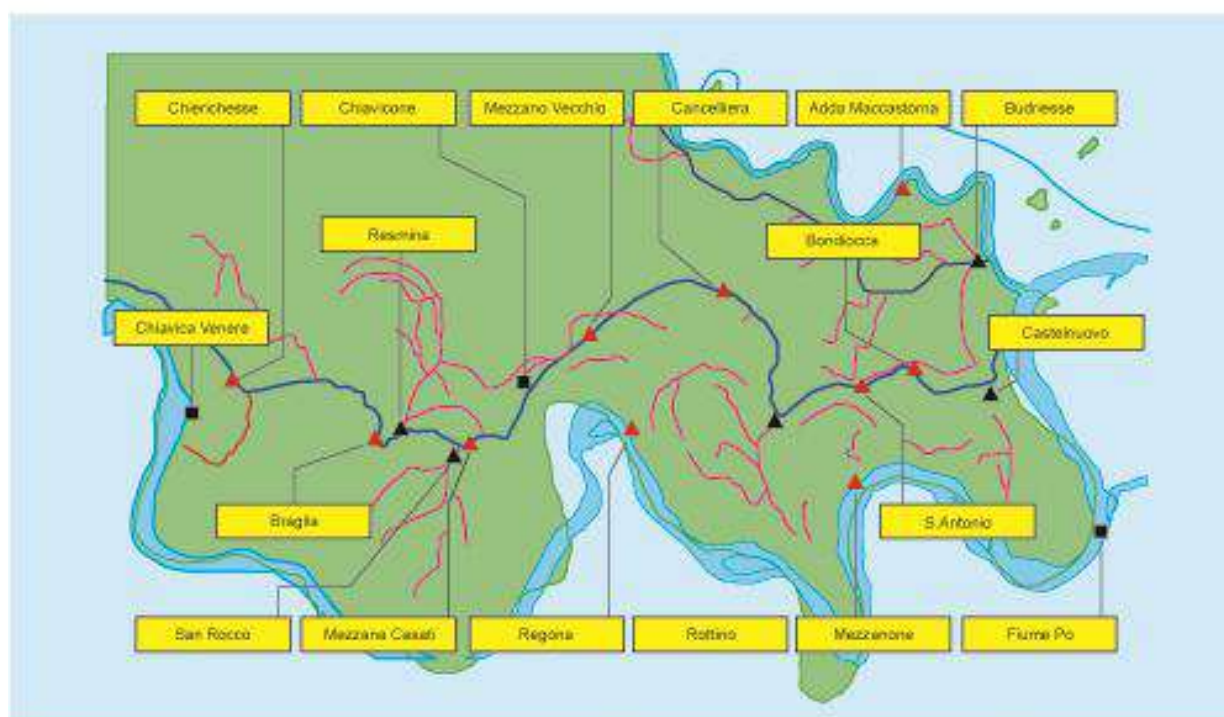 Chierichesse
Chiavicone
Mezzano Vecchio
Cancelliera
Adda Maccastorna
Budriesse
Resmina
Bondiocca
Chiavica Venere
Castelnuovo
Braglia
S.Antonio
San Rocco
Mezzana Casati
Regona
Rottino
Mezzanone
Fiume Po